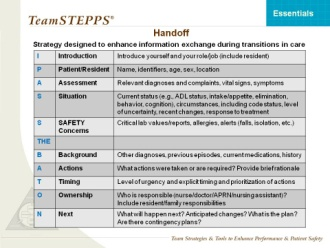 TeamSTEPPS®
Essentials
Handoff
Strategy designed to enhance information exchange during transitions in care
I Introduction Introduce yourself and your role/job (include resident)
P Patient/Resident Name, identifiers, age, sex, location
A Assessment Relevant diagnoses and complaints, vital signs, symptoms
S Situation Current status (e.g., ADL status, intake/appetite, elimination,
behavior, cognition), circumstances, including code status, level
of uncertainty, recent changes, response to treatment
S SAFETY Critical lab values/reports, allergies, alerts (falls, isolation, etc.)
Concerns
THE
B Background Other diagnoses, previous episodes, current medications, history
A Actions What actions were taken or are required? Provide brief rationale
T Timing Level of urgency and explicit timing and prioritization of actions
O Ownership Who is responsible (nurse/doctor/APRN/nursing assistant)?
Include resident/family responsibilities
N Next What will happen next? Anticipated changes? What is the plan?
Are there contingency plans?
Team Strategies & Tools to Enhance Performance & Patient Safety